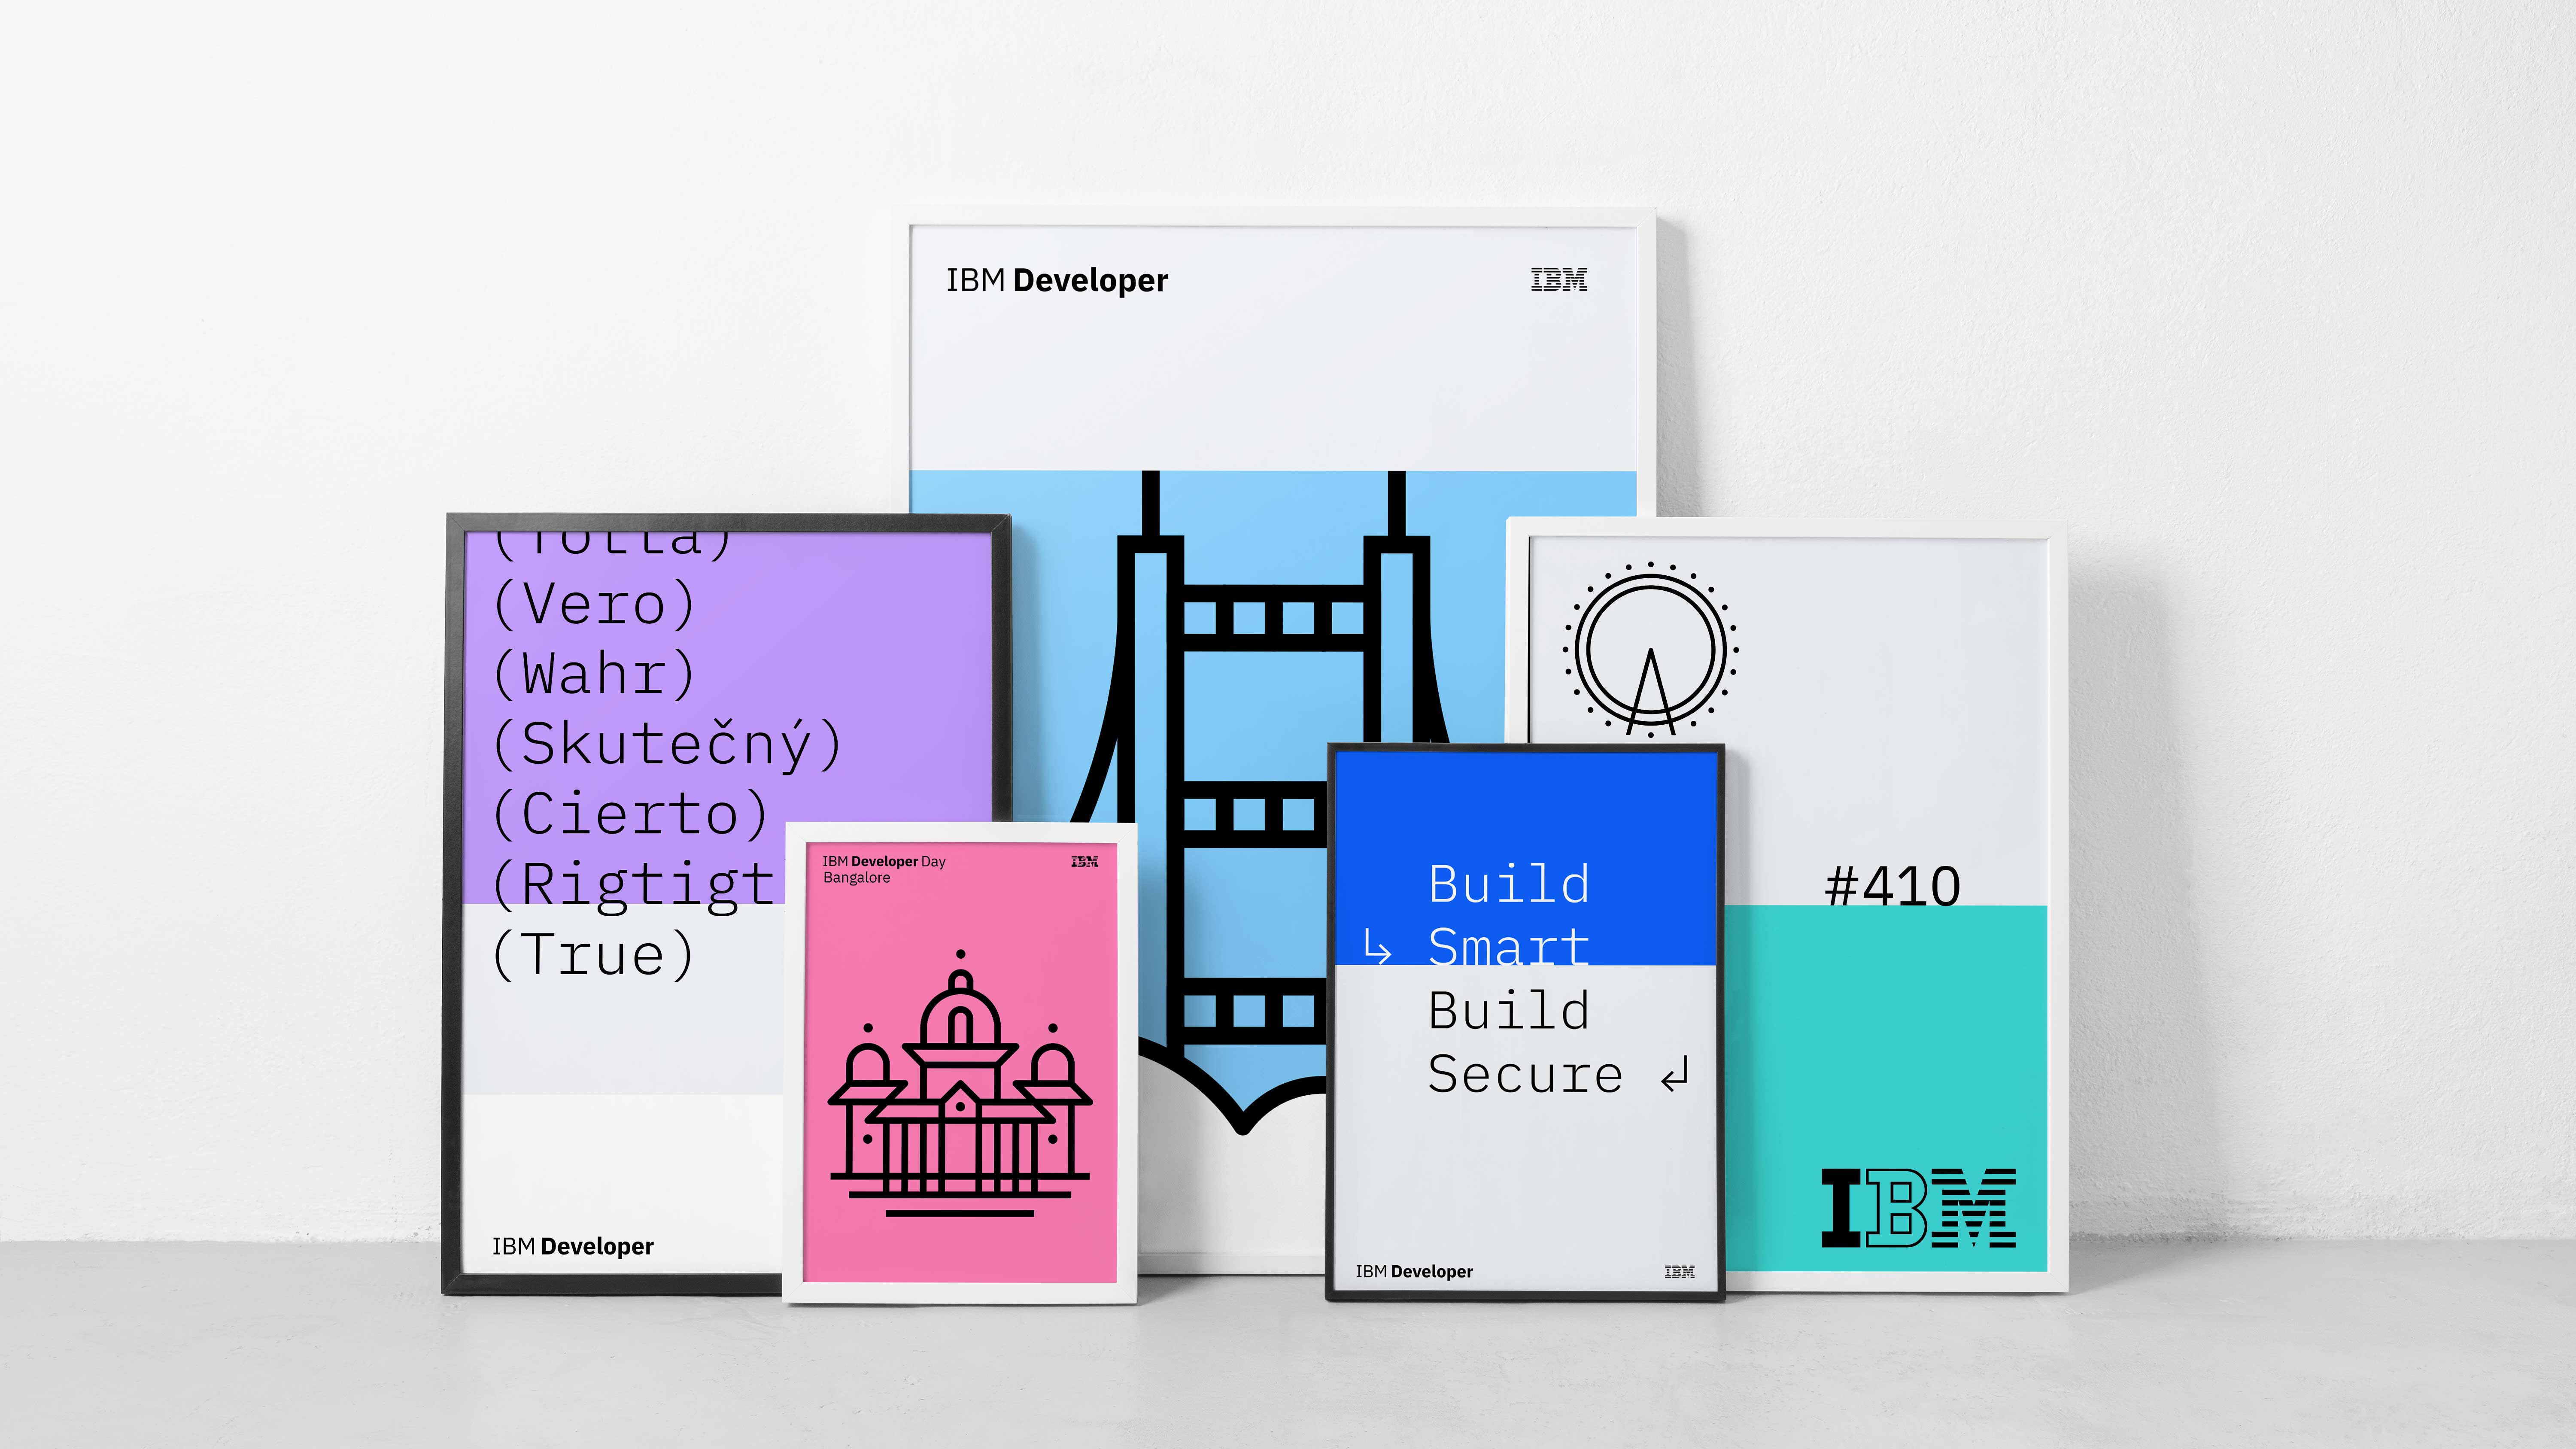 IBM Developer
IBM
(Totta)
(Vero)
(Wahr)
(Skutečný)
(Cierto)
(Rigtigt
(True)
IBM Developer
IBM Developer Day
Bangalore
IBM
Build
↳ Smart
Build
Secure ↲
IBM Developer
IBM
#410
IBM